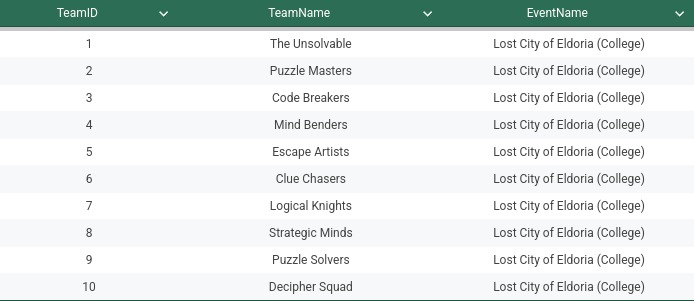 TeamID TeamName EventName
1 The Unsolvable Lost City of Eldoria (College)
2 Puzzle Masters Lost City of Eldoria (College)
3 Code Breakers Lost City of Eldoria (College)
4 Mind Benders Lost City of Eldoria (College)
5 Escape Artists Lost City of Eldoria (College)
6 Clue Chasers Lost City of Eldoria (College)
7 Logical Knights Lost City of Eldoria (College)
8 Strategic Minds Lost City of Eldoria (College)
9 Puzzle Solvers Lost City of Eldoria (College)
10 Decipher Squad Lost City of Eldoria (College)